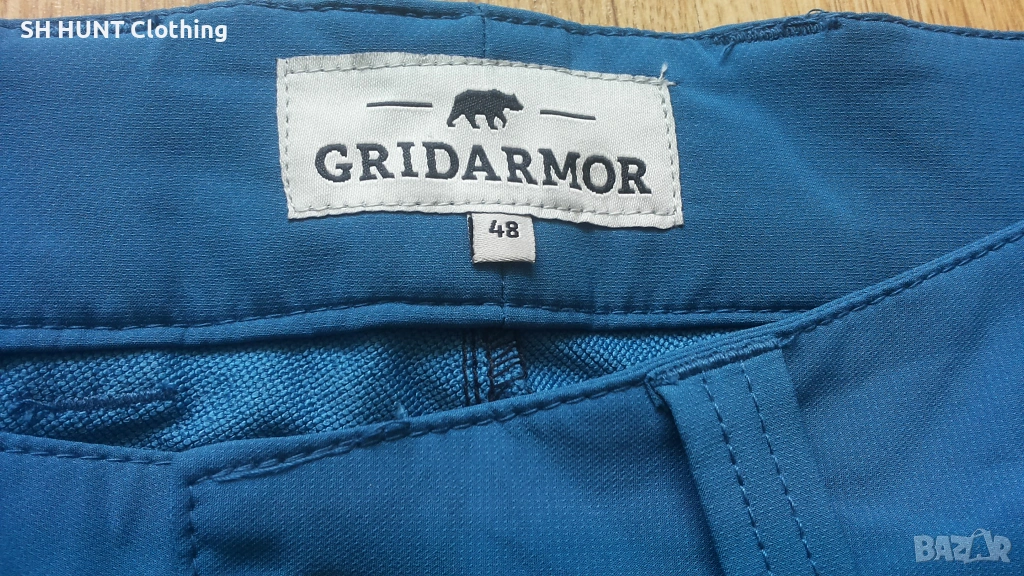 SH HUNT Clothing
GRIDARMOR
48
BAZAR